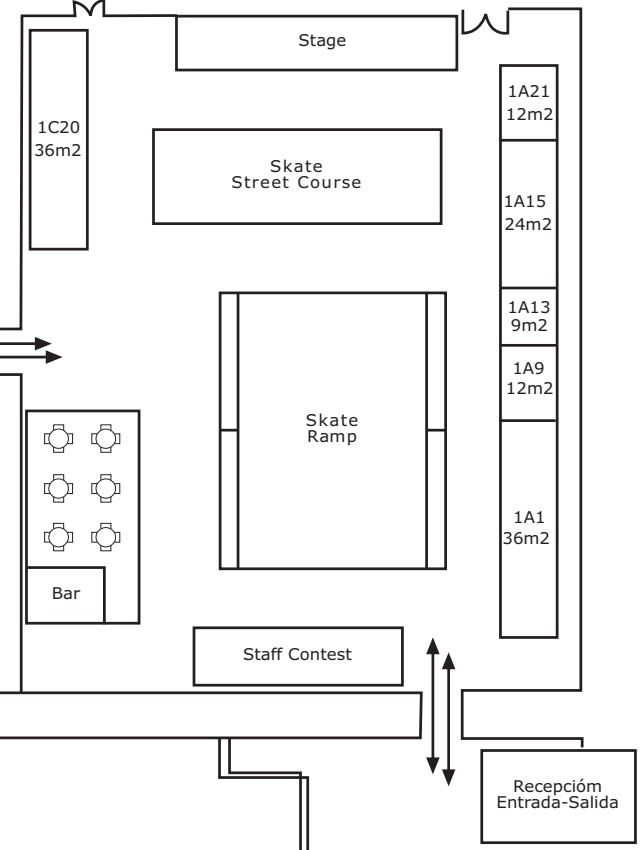 Stage
1C20
36m2
Skate
Street Course
1A21
12m2
1A15
24m2
1A13
9m2
1A9
12m2
Skate
Ramp
1A1
36m2
Bar
Staff Contest
Recepcióm
Entrada-Salida